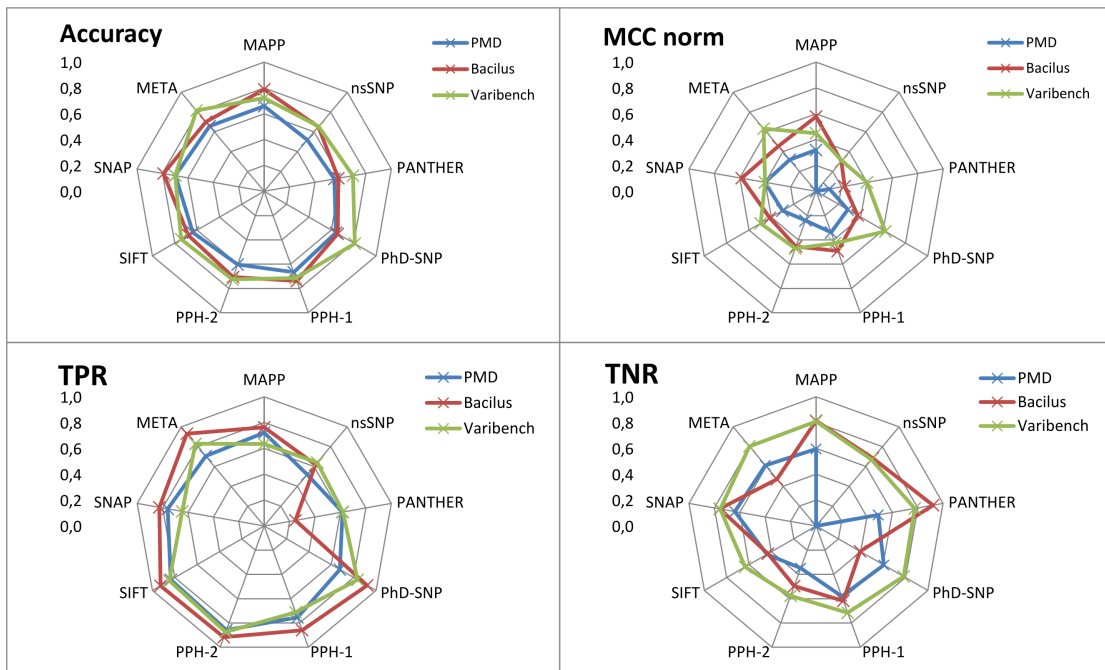 Accuracy
PMD
Bacilus
Varibench
1,0
0,8
0,6
0,4
0,2
0,0
MAPP
nsSNP
PANTHER
PhD-SNP
PPH-1
PPH-2
SIFT
SNAP
META
MCC norm
PMD
Bacilus
Varibench
1,0
0,8
0,6
0,4
0,2
0,0
MAPP
nsSNP
PANTHER
PhD-SNP
PPH-1
PPH-2
SIFT
SNAP
META
TPR
PMD
Bacilus
Varibench
1,0
0,8
0,6
0,4
0,2
0,0
MAPP
nsSNP
PANTHER
PhD-SNP
PPH-1
PPH-2
SIFT
SNAP
META
TNR
PMD
Bacilus
Varibench
1,0
0,8
0,6
0,4
0,2
0,0
MAPP
nsSNP
PANTHER
PhD-SNP
PPH-1
PPH-2
SIFT
SNAP
META